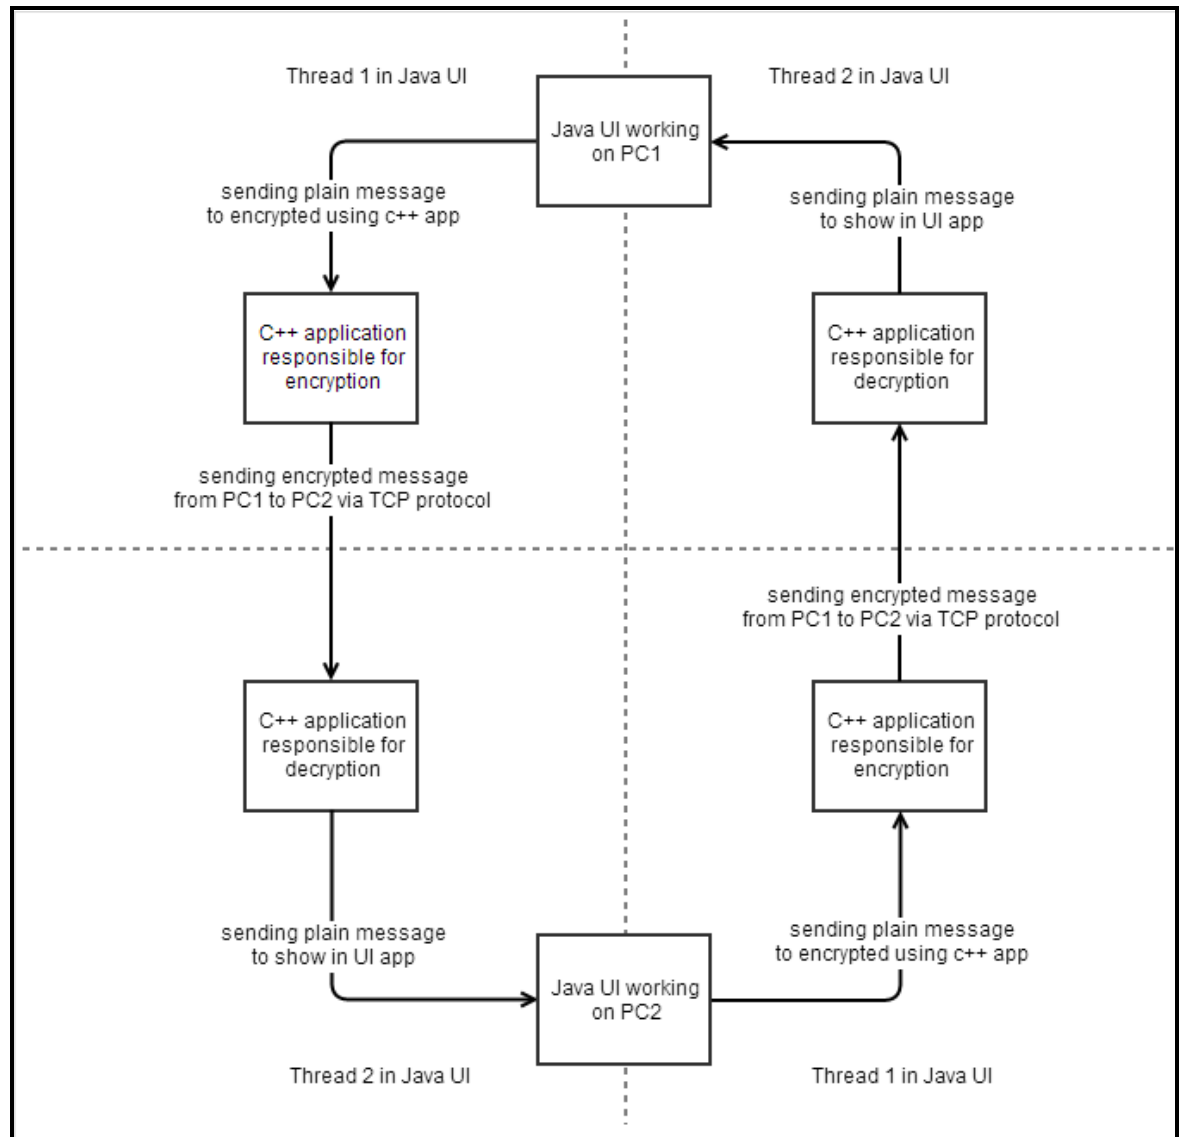 Thread 1 in Java UI
Thread 2 in Java UI
Java UI working
on PC1
sending plain message
to encrypted using c++ app
sending plain message
to show in UI app
C++ application
responsible for
encryption
C++ application
responsible for
decryption
sending encrypted message
from PC1 to PC2 via TCP protocol
sending encrypted message
from PC1 to PC2 via TCP protocol
C++ application
responsible for
decryption
C++ application
responsible for
encryption
sending plain message
to show in UI app
sending plain message
to encrypted using c++ app
Java UI working
on PC2
Thread 2 in Java UI
Thread 1 in Java UI